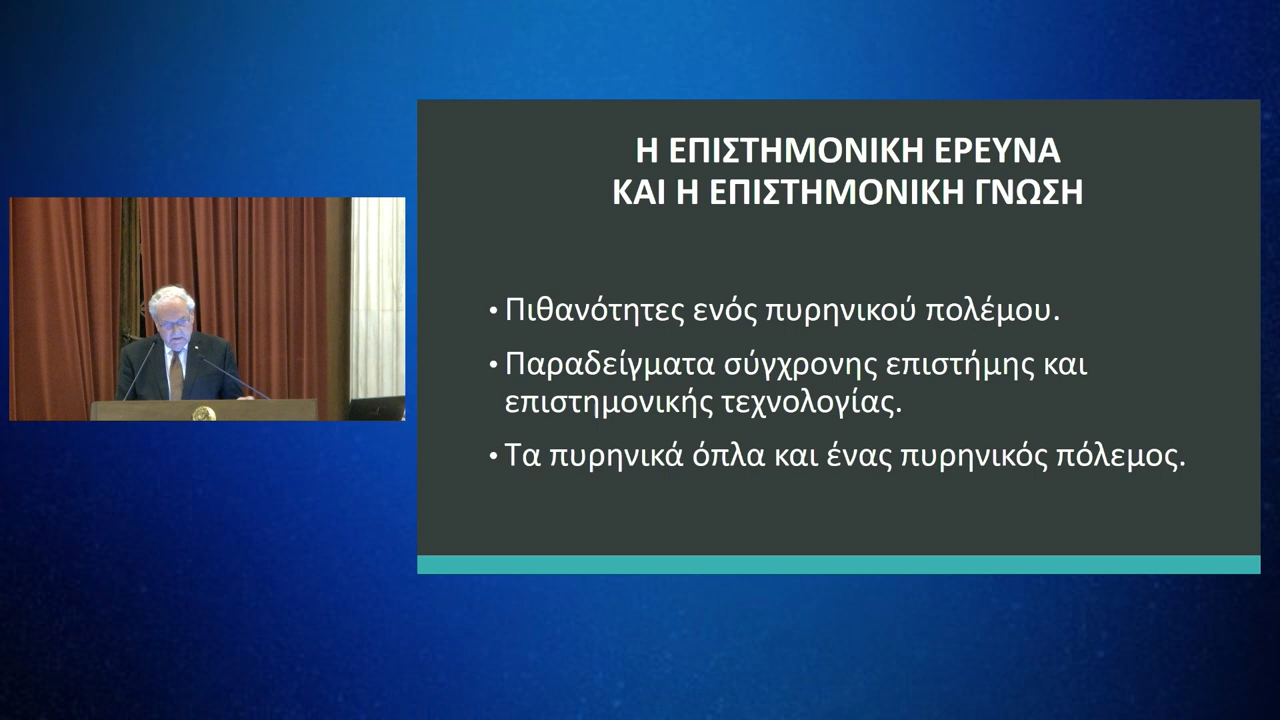 Η ΕΠΙΣΤΗΜΟΝΙΚΗ ΕΡΕΥΝΑ
ΚΑΙ Η ΕΠΙΣΤΗΜΟΝΙΚΗ ΓΝΩΣΗ
• Πιθανότητες ενός πυρηνικού πολέμου.
• Παραδείγματα σύγχρονης επιστήμης και
επιστημονικής τεχνολογίας.
• Τα πυρηνικά όπλα και ένας πυρηνικός πόλεμος.